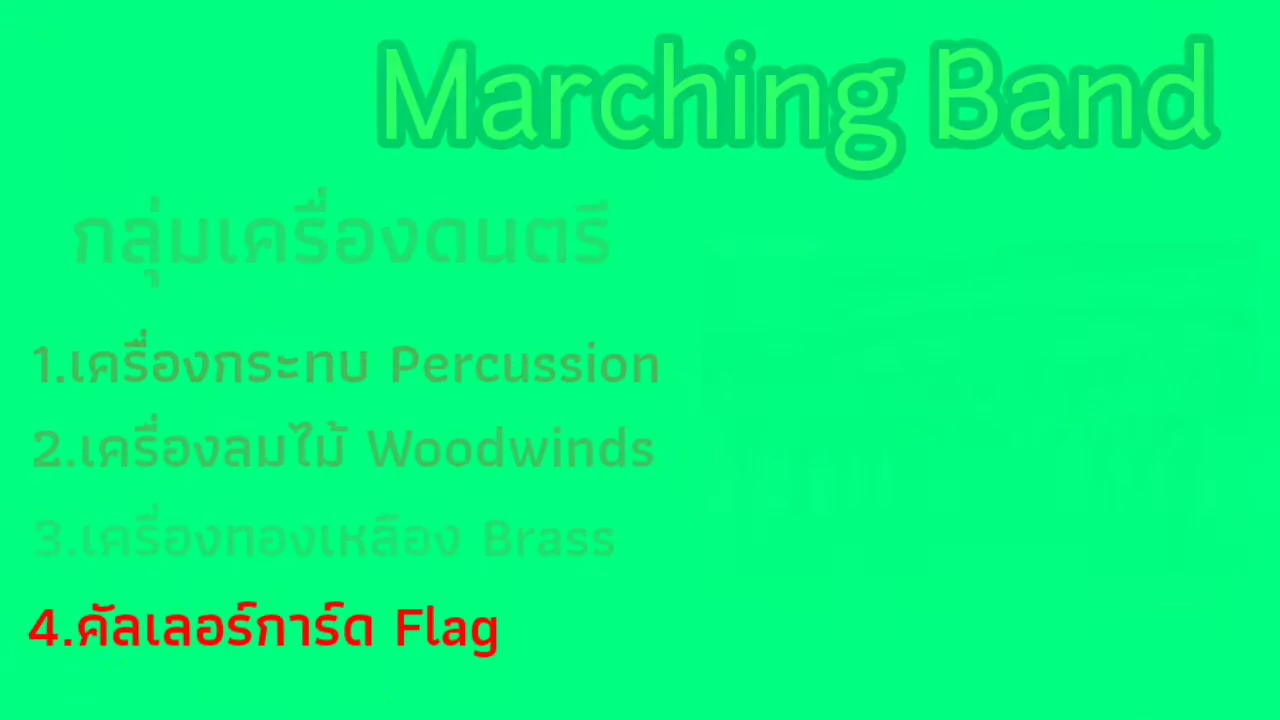 Marching Band
กลุ่มเครื่องดนตรี
1.เครื่องกระทบ Percussion
2.เครื่องลมไม้ Woodwinds
3.เครื่องทองเหลือง Brass
4.คัลเลอร์การ์ด Flag